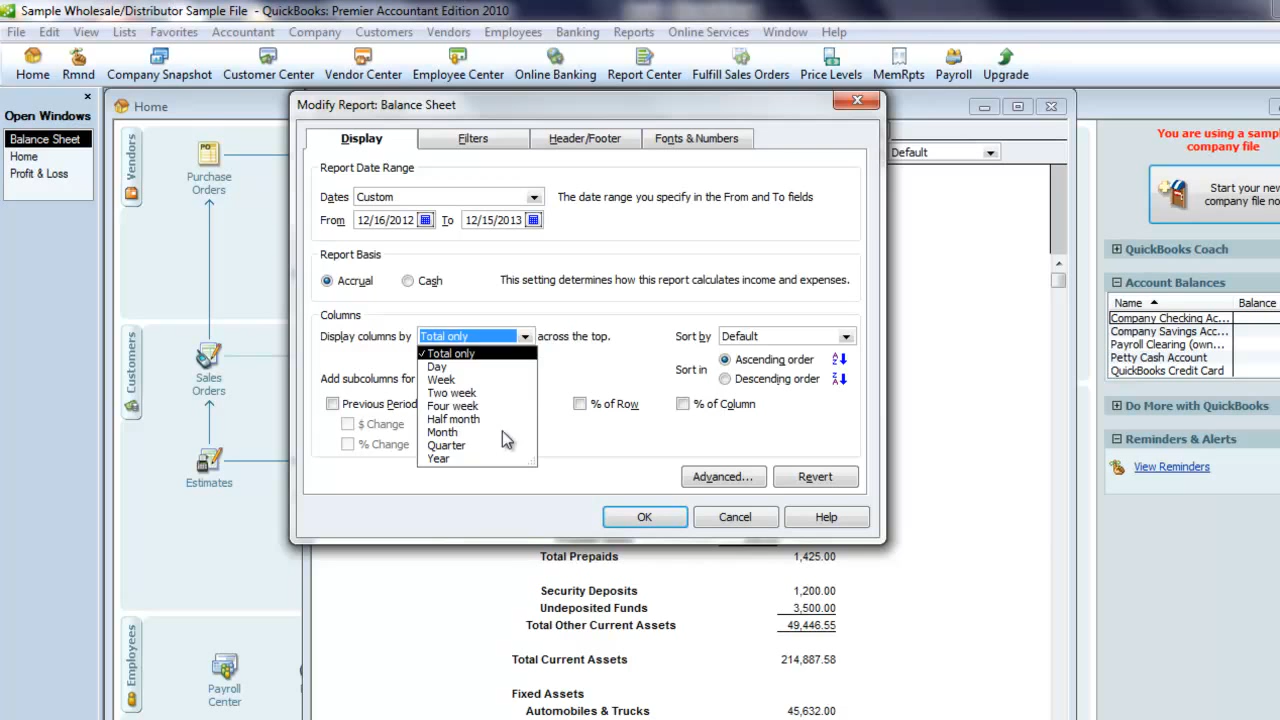 Sample Wholesale/Distributor Sample File - QuickBooks: Premier Accountant Edition 2010
File Edit View Lists Favorites Accountant Company Customers Vendors Employees Banking Reports Online Services Window Help
Home Rmnd Company Snapshot Customer Center Vendor Center Employee Center Online Banking Report Center Fulfill Sales Orders Price Levels MemRpts Payroll Upgrade
Open Windows
Balance Sheet
Home
Profit & Loss
Home
Vendors
PO
Purchase
Orders
Customers
Sales
Orders
Estimates
Employees
Payroll
Center
Modify Report: Balance Sheet
Display Filters Header/Footer Fonts & Numbers
Report Date Range
Dates Custom The date range you specify in the From and To fields
From 12/16/2012 To 12/15/2013
Report Basis
Accrual Cash This setting determines how this report calculates income and expenses.
Columns
Display columns by Total only across the top. Sort by Default
Total only
Day
Week
Two week
Four week
Half month
Month
Quarter
Year
Sort in Ascending order
Descending order
Add subcolumns for
Previous Period % of Row % of Column
$ Change
% Change
Advanced... Revert
OK Cancel Help
Default
Total Prepaids 1,425.00
Security Deposits 1,200.00
Undeposited Funds 3,500.00
Total Other Current Assets 49,446.55
Total Current Assets 214,887.58
Fixed Assets
Automobiles & Trucks 45,632.00
You are using a samp
company file
Start your new
company file no
QuickBooks Coach
Account Balances
Name Balance
Company Checking Ac...
Company Savings Acc...
Payroll Clearing (own...
Petty Cash Account
QuickBooks Credit Card
Do More with QuickBooks
Reminders & Alerts
View Reminders